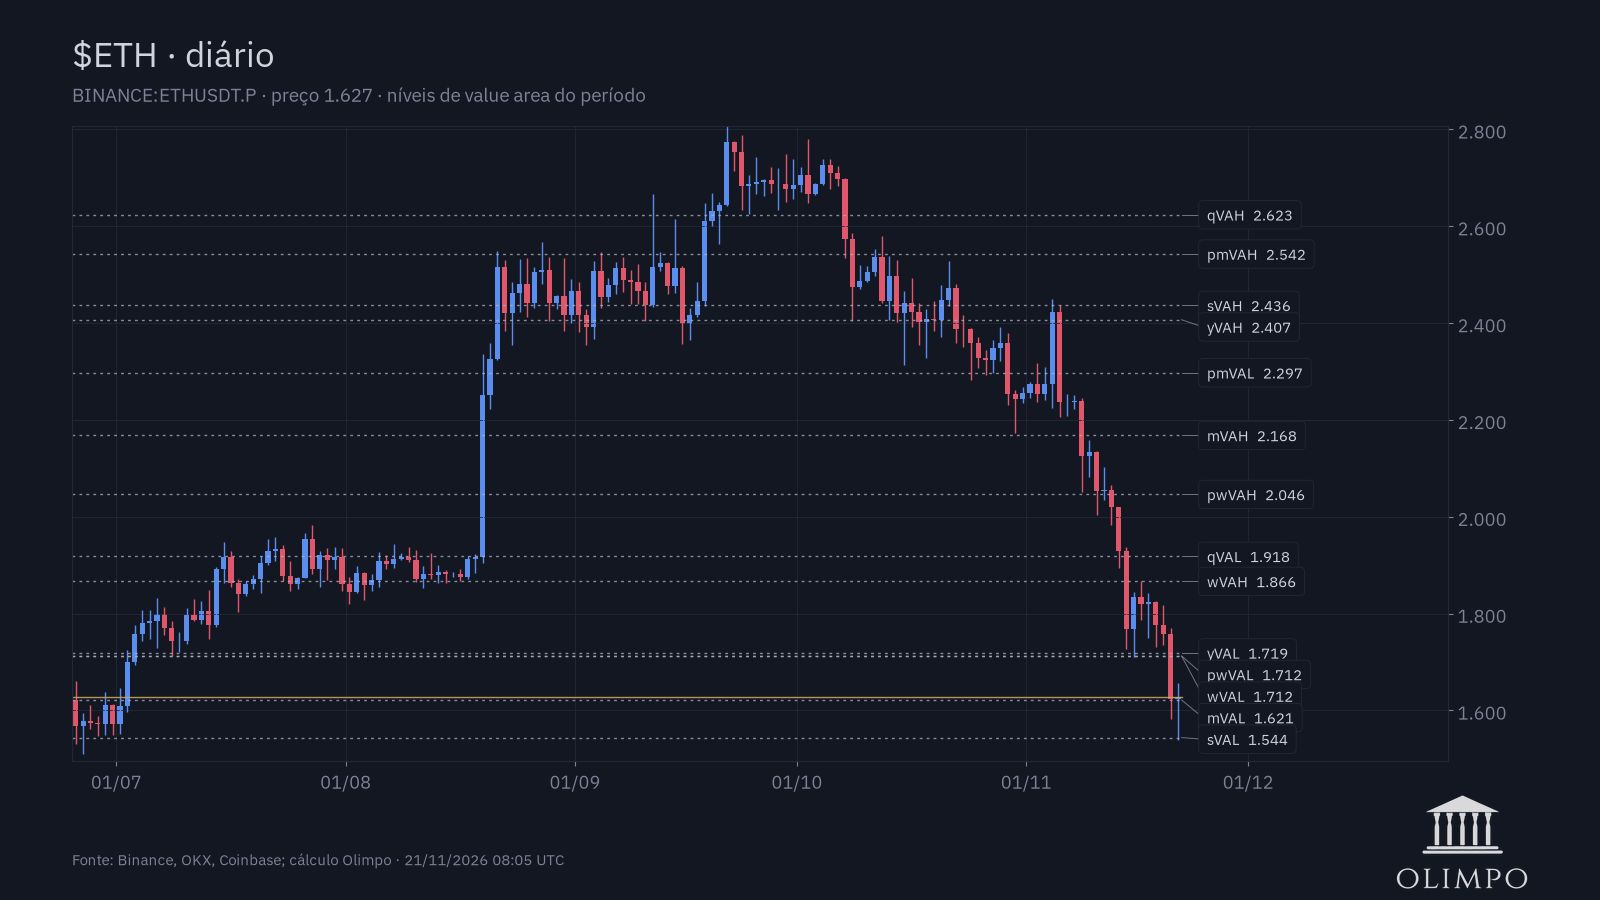 $ETH · diário
BINANCE:ETHUSDT.P · preço 1.627 · níveis de value area do período
2.800
qVAH 2.623
2.600
pmVAH 2.542
sVAH 2.436
yVAH 2.407
2.400
pmVAL 2.297
2.200
mVAH 2.168
pwVAH 2.046
2.000
qVAL 1.918
wVAH 1.866
1.800
yVAL 1.719
pwVAL 1.712
wVAL 1.712
mVAL 1.621
1.600
sVAL 1.544
01/07 01/08 01/09 01/10 01/11 01/12
Fonte: Binance, OKX, Coinbase; cálculo Olimpo · 21/11/2026 08:05 UTC
OLIMPO